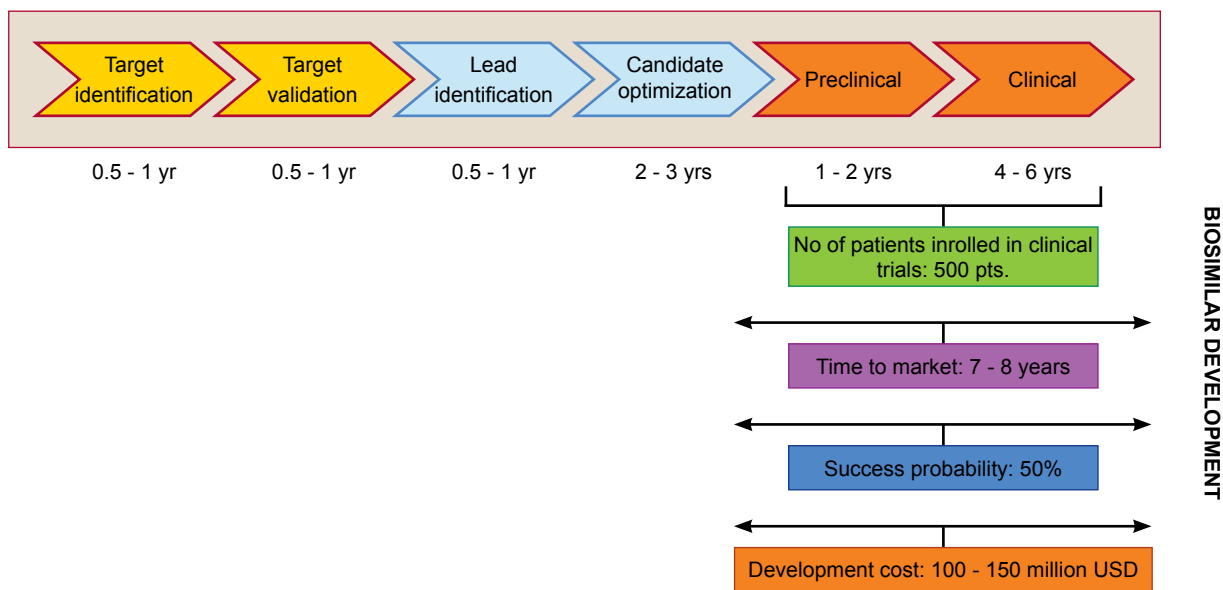 Target
identification
Target
validation
Lead
identification
Candidate
optimization
Preclinical
Clinical
0.5 - 1 yr
0.5 - 1 yr
0.5 - 1 yr
2 - 3 yrs
1 - 2 yrs
4 - 6 yrs
No of patients inrolled in clinical
trials: 500 pts.
Time to market: 7 - 8 years
Success probability: 50%
Development cost: 100 - 150 million USD
BIOSIMILAR DEVELOPMENT